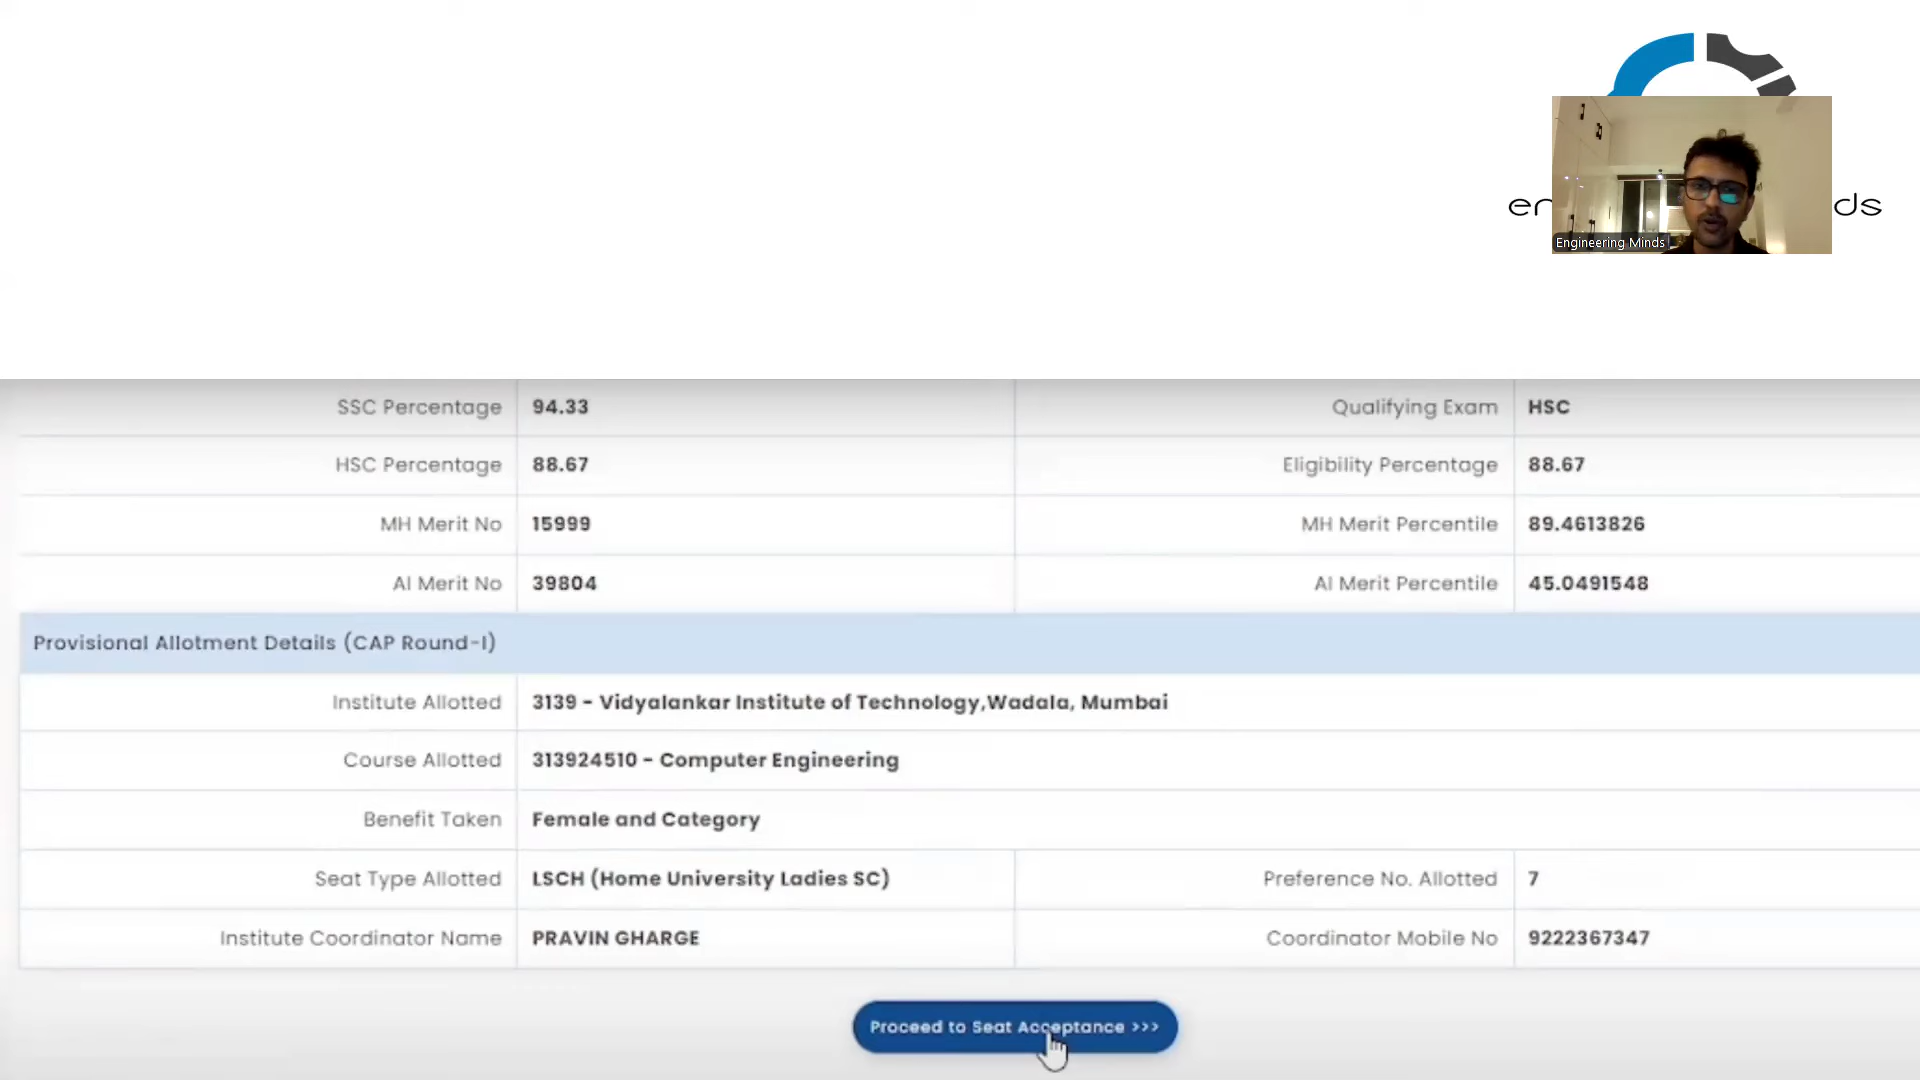 en ds
Engineering Minds
SSC Percentage 94.33 Qualifying Exam HSC
HSC Percentage 88.67 Eligibility Percentage 88.67
MH Merit No 15999 MH Merit Percentile 89.4613826
AI Merit No 39804 AI Merit Percentile 45.0491548
Provisional Allotment Details (CAP Round-I)
Institute Allotted 3139 - Vidyalankar Institute of Technology,Wadala, Mumbai
Course Allotted 313924510 - Computer Engineering
Benefit Taken Female and Category
Seat Type Allotted LSCH (Home University Ladies SC) Preference No. Allotted 7
Institute Coordinator Name PRAVIN GHARGE Coordinator Mobile No 9222367347
Proceed to Seat Acceptance >>>